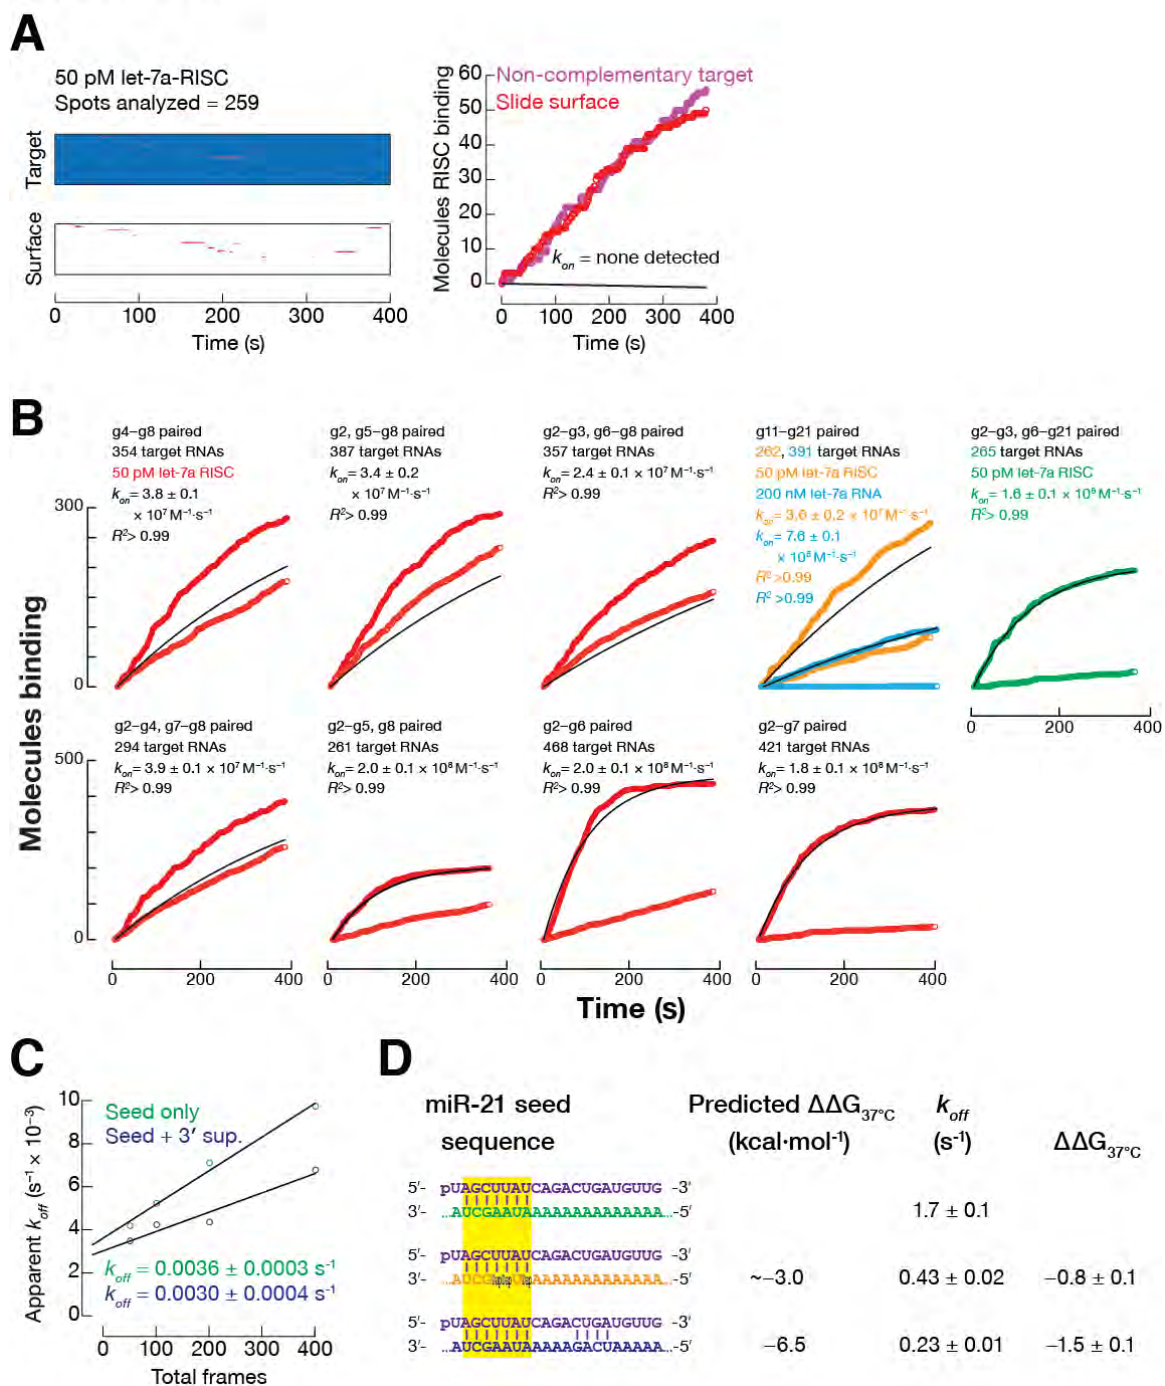 A
50 pM let-7a-RISC
Spots analyzed = 259
Target
Surface
0 100 200 300 400
Time (s)
Molecules RISC binding
60
50
40
30
20
10
0
Non-complementary target
Slide surface
kon = none detected
0 100 200 300 400
Time (s)
B
Molecules binding
300
0
g4–g8 paired
354 target RNAs
50 pM let-7a RISC
kon= 3.8 ± 0.1
× 10⁷ M⁻¹·s⁻¹
R²> 0.99
g2, g5–g8 paired
387 target RNAs
kon= 3.4 ± 0.2
× 10⁷ M⁻¹·s⁻¹
R²> 0.99
g2–g3, g6–g8 paired
357 target RNAs
kon= 2.4 ± 0.1 × 10⁷ M⁻¹·s⁻¹
R²> 0.99
g11–g21 paired
262, 391 target RNAs
50 pM let-7a RISC
200 nM let-7a RNA
kon= 3.6 ± 0.2 × 10⁷ M⁻¹·s⁻¹
kon= 7.6 ± 0.1
R² >0.99
R² >0.99
g2–g3, g6–g21 paired
265 target RNAs
50 pM let-7a RISC
kon= 1.6 ± 0.1 × 10⁸ M⁻¹·s⁻¹
R²> 0.99
0 200 400
500
0
g2–g4, g7–g8 paired
294 target RNAs
kon= 3.9 ± 0.1 × 10⁷ M⁻¹·s⁻¹
R²> 0.99
g2–g5, g8 paired
261 target RNAs
kon= 2.0 ± 0.1 × 10⁸ M⁻¹·s⁻¹
R²> 0.99
g2–g6 paired
468 target RNAs
kon= 2.0 ± 0.1 × 10⁸ M⁻¹·s⁻¹
R²> 0.99
g2–g7 paired
421 target RNAs
kon= 1.8 ± 0.1 × 10⁸ M⁻¹·s⁻¹
R²> 0.99
0 200 400
0 200 400
0 200 400
0 200 400
Time (s)
C
Apparent koff (s⁻¹ × 10⁻³)
10
8
6
4
2
0
Seed only
Seed + 3′ sup.
koff = 0.0036 ± 0.0003 s⁻¹
koff = 0.0030 ± 0.0004 s⁻¹
0 100 200 300 400
Total frames
D
miR-21 seed
sequence
Predicted ΔΔG37°C
(kcal·mol⁻¹)
koff
(s⁻¹)
ΔΔG37°C
5′- pUAGCUUAUCAGACUGAUGUUG -3′
3′- …AUCGAAUAAAAAAAAAAAAAA… -5′
1.7 ± 0.1
5′- pUAGCUUAUCAGACUGAUGUUG -3′
~−3.0 0.43 ± 0.02 −0.8 ± 0.1
5′- pUAGCUUAUCAGACUGAUGUUG -3′
3′- …AUCGAAUAAAAAGACUAAAAA… -5′
−6.5 0.23 ± 0.01 −1.5 ± 0.1